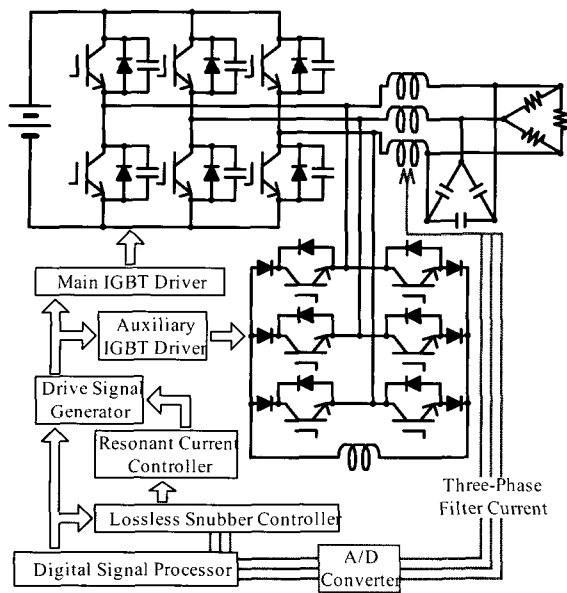 Main IGBT Driver
Auxiliary
IGBT Driver
Drive Signal
Generator
Resonant Current
Controller
Three-Phase
Filter Current
Lossless Snubber Controller
A/D
Converter
Digital Signal Processor